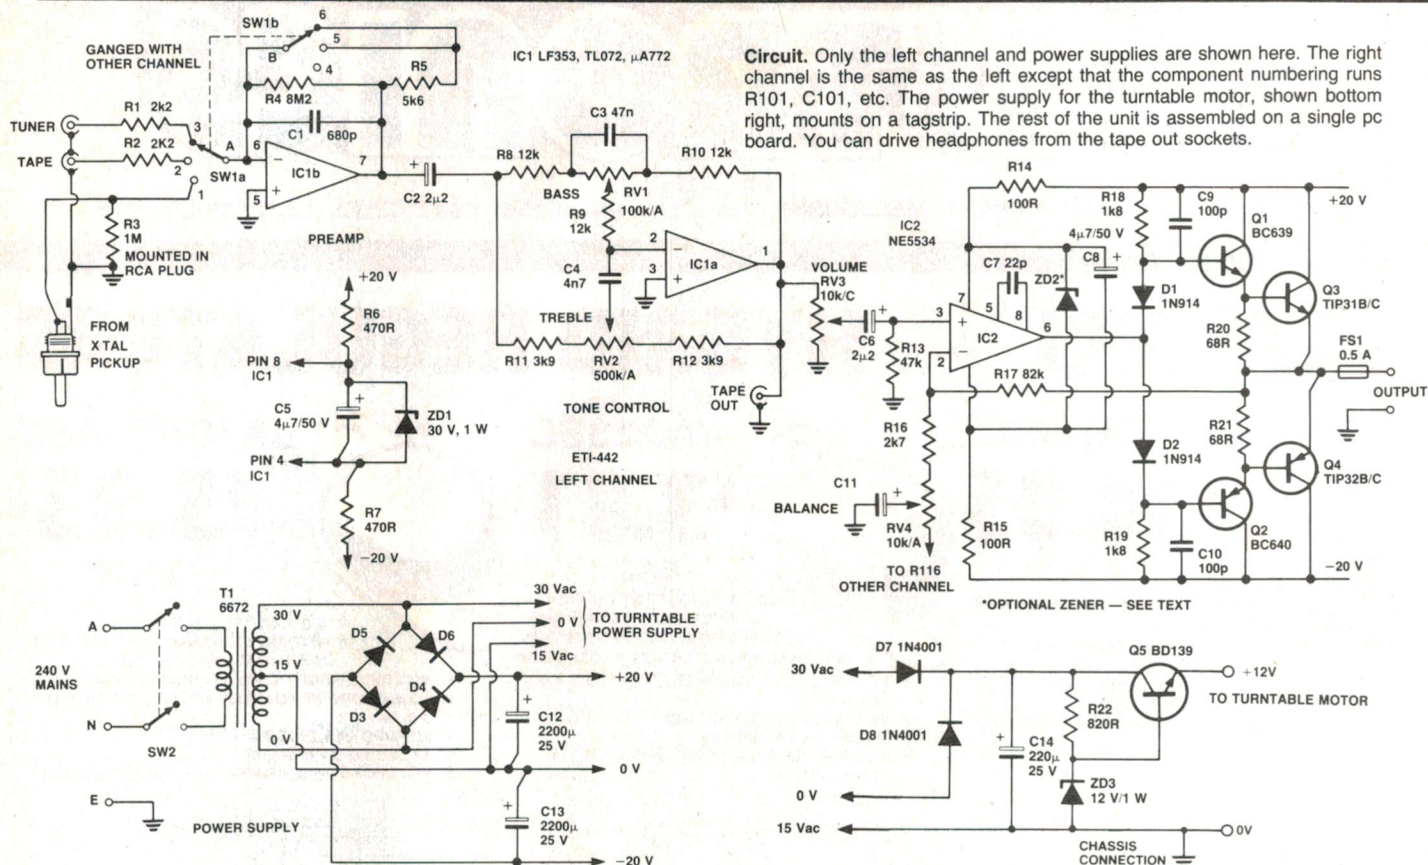 Circuit. Only the left channel and power supplies are shown here. The right
channel is the same as the left except that the component numbering runs
R101, C101, etc. The power supply for the turntable motor, shown bottom
right, mounts on a tagstrip. The rest of the unit is assembled on a single pc
board. You can drive headphones from the tape out sockets.
SW1b
6
5
B
4
GANGED WITH
OTHER CHANNEL
R4 8M2
R5
5k6
C1
680p
IC1 LF353, TL072, µA772
TUNER
R1 2k2
3
TAPE
R2 2K2
2
A
SW1a
1
6
−
5
+
IC1b
7
PREAMP
R3
1M
MOUNTED IN
RCA PLUG
FROM
X TAL
PICKUP
+
C2 2µ2
C3 47n
R8 12k
R10 12k
BASS
RV1
100k/A
R9
12k
C4
4n7
2
−
3
+
IC1a
1
TREBLE
R11 3k9
RV2
500k/A
R12 3k9
TONE CONTROL
ETI-442
LEFT CHANNEL
VOLUME
RV3
10k/C
TAPE
OUT
+20 V
R6
470R
PIN 8
IC1
+
C5
4µ7/50 V
ZD1
30 V, 1 W
PIN 4
IC1
R7
470R
−20 V
R14
100R
IC2
NE5534
4µ7/50 V
C8
+
ZD2*
C7 22p
7
5
8
3
+
IC2
6
−
2
+
C6
2µ2
R13
47k
R17 82k
R16
2k7
C11
+
BALANCE
RV4
10k/A
TO R116
OTHER CHANNEL
R15
100R
R18
1k8
C9
100p
Q1
BC639
D1
1N914
Q3
TIP31B/C
R20
68R
FS1
0.5 A
OUTPUT
R21
68R
D2
1N914
Q4
TIP32B/C
Q2
BC640
R19
1k8
C10
100p
+20 V
−20 V
*OPTIONAL ZENER — SEE TEXT
T1
6672
30 V
15 V
0 V
A
240 V
MAINS
N
SW2
E
D5
D6
D3
D4
30 Vac
0 V
15 Vac
TO TURNTABLE
POWER SUPPLY
+20 V
+
C12
2200µ
25 V
0 V
+
C13
2200µ
25 V
−20 V
POWER SUPPLY
30 Vac
D7 1N4001
Q5 BD139
+12V
TO TURNTABLE MOTOR
R22
820R
D8 1N4001
+
C14
220µ
25 V
ZD3
12 V/1 W
0 V
15 Vac
0V
CHASSIS
CONNECTION